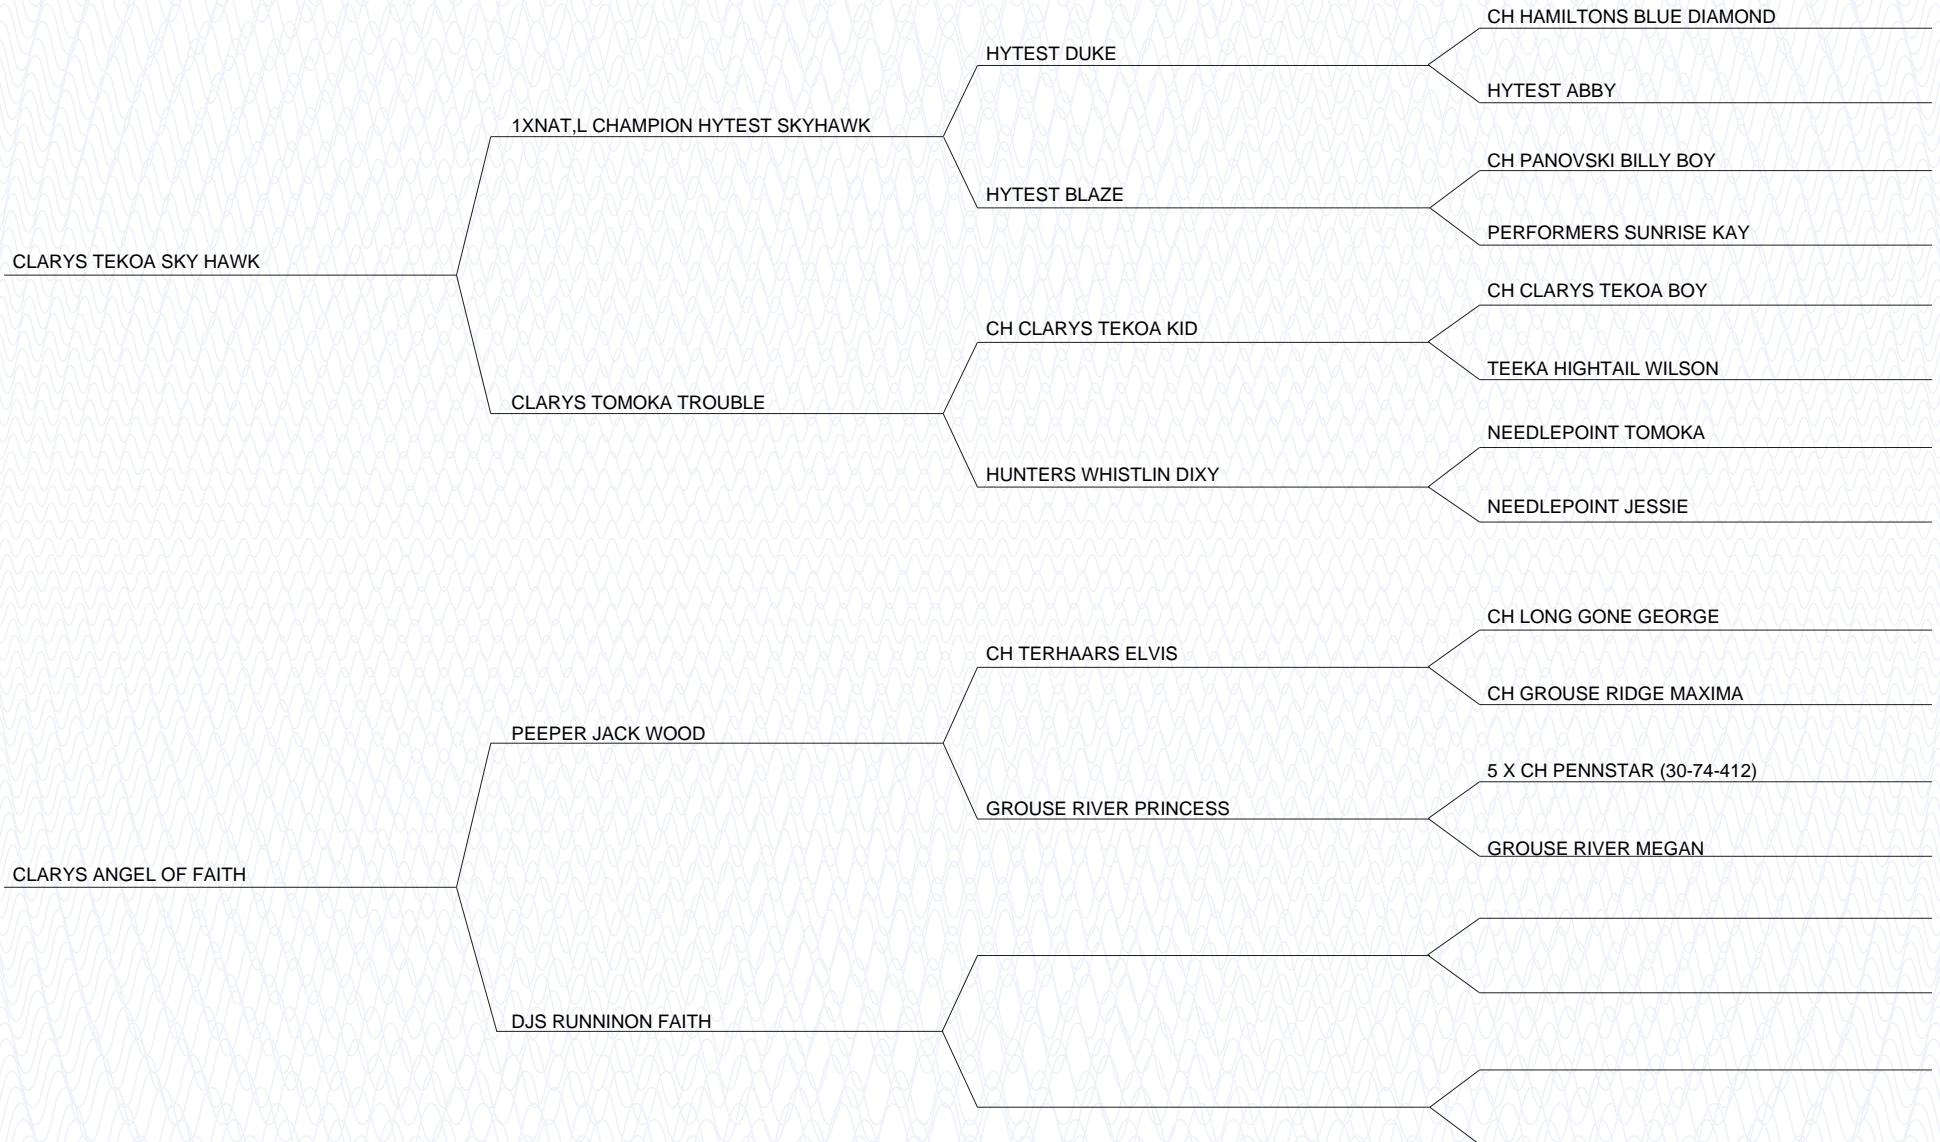 CH HAMILTONS BLUE DIAMOND
HYTEST DUKE
HYTEST ABBY
1XNAT,L CHAMPION HYTEST SKYHAWK
CH PANOVSKI BILLY BOY
HYTEST BLAZE
PERFORMERS SUNRISE KAY
CLARYS TEKOA SKY HAWK
CH CLARYS TEKOA BOY
CH CLARYS TEKOA KID
TEEKA HIGHTAIL WILSON
CLARYS TOMOKA TROUBLE
NEEDLEPOINT TOMOKA
HUNTERS WHISTLIN DIXY
NEEDLEPOINT JESSIE
CH LONG GONE GEORGE
CH TERHAARS ELVIS
CH GROUSE RIDGE MAXIMA
PEEPER JACK WOOD
5 X CH PENNSTAR (30-74-412)
GROUSE RIVER PRINCESS
GROUSE RIVER MEGAN
CLARYS ANGEL OF FAITH
DJS RUNNINON FAITH